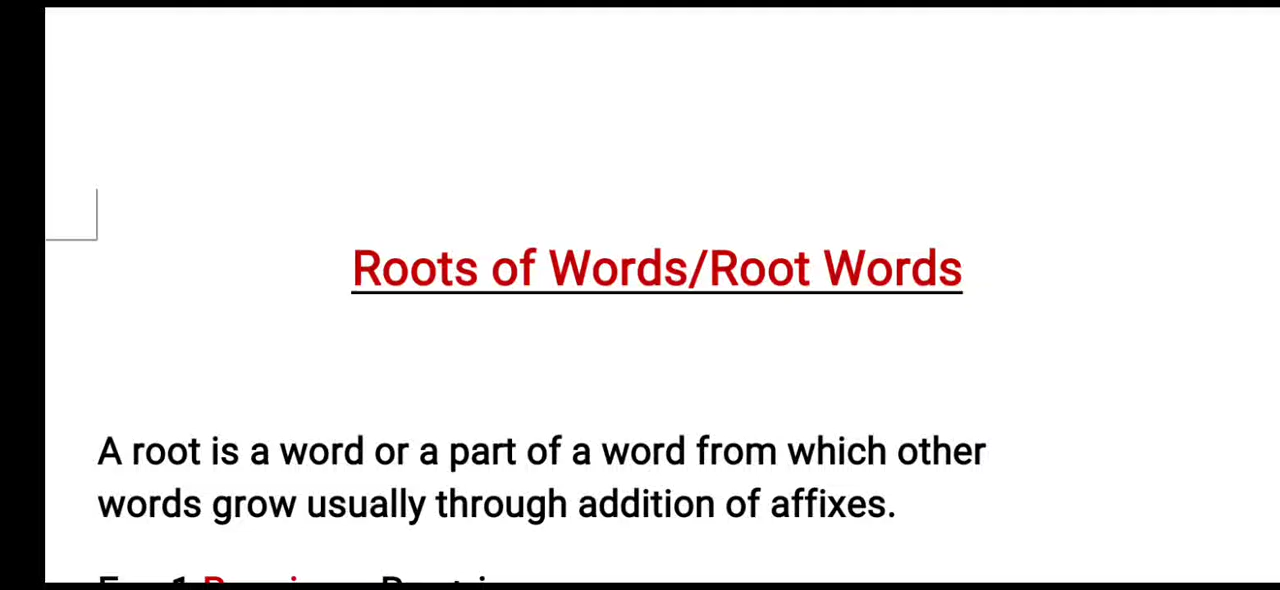 Roots of Words/Root Words
A root is a word or a part of a word from which other
words grow usually through addition of affixes.